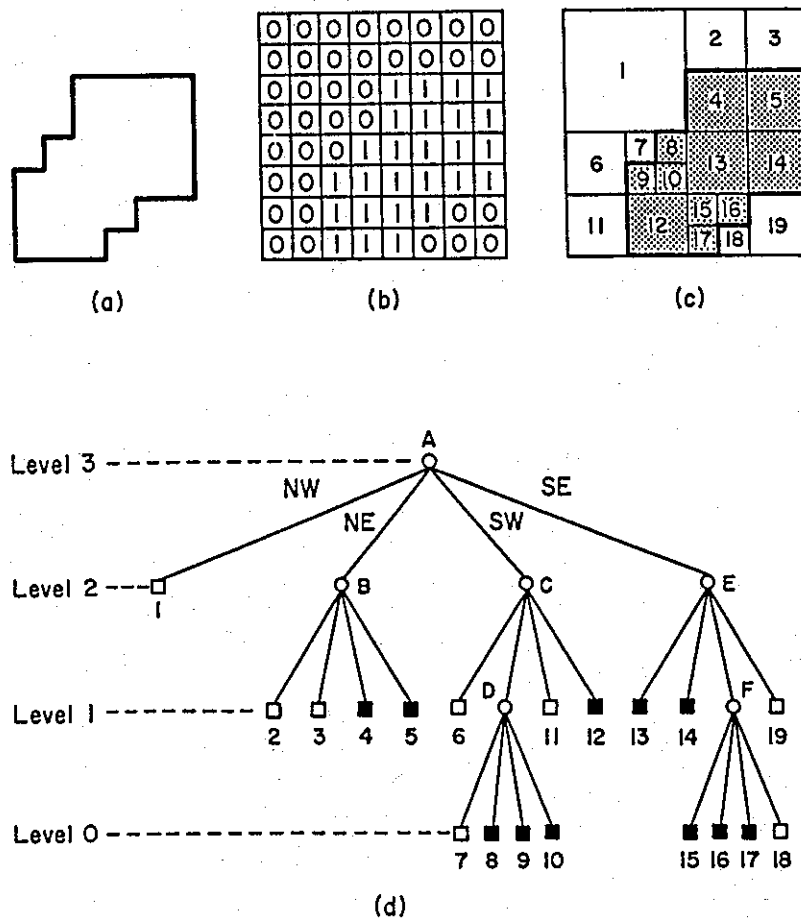 0 0 0 0 0 0 0 0
0 0 0 0 0 0 0 0
0 0 0 0 1 1 1 1
0 0 0 0 1 1 1 1
0 0 0 1 1 1 1 1
0 0 1 1 1 1 1 1
0 0 1 1 1 1 0 0
0 0 1 1 1 0 0 0
1 2 3
4 5
6 7 8 13 14
9 10
11 12 15 16 19
17 18
(a) (b) (c)
A
Level 3
NW NE SW SE
Level 2 1 B C E
Level 1 D F
2 3 4 5 6 11 12 13 14 19
Level 0
7 8 9 10 15 16 17 18
(d)